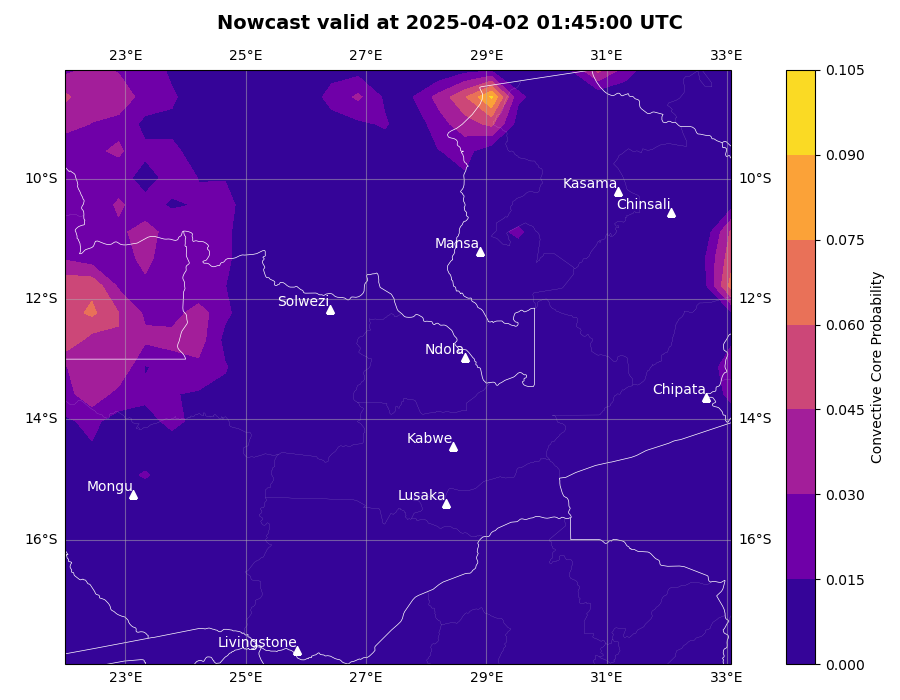 Nowcast valid at 2025-04-02 01:45:00 UTC
23°E 25°E 27°E 29°E 31°E 33°E
0.105
0.090
10°S 10°S
Kasama
Chinsali
0.075
Mansa
12°S 12°S
Solwezi
0.060
Ndola
Chipata
0.045
14°S 14°S
Kabwe
Mongu
Lusaka
0.030
16°S 16°S
0.015
Livingstone
0.000
23°E 25°E 27°E 29°E 31°E 33°E
Convective Core Probability